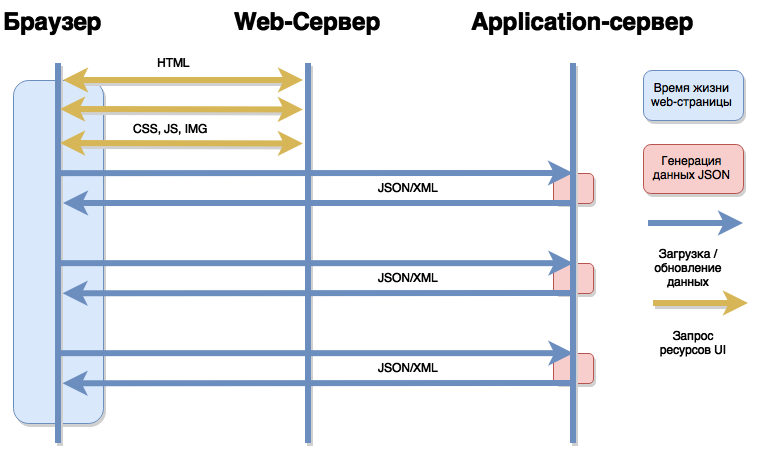 Браузер
Web-Сервер
Application-сервер
HTML
CSS, JS, IMG
JSON/XML
JSON/XML
JSON/XML
Время жизни
web-страницы
Генерация
данных JSON
Загрузка /
обновление
данных
Запрос
ресурсов UI